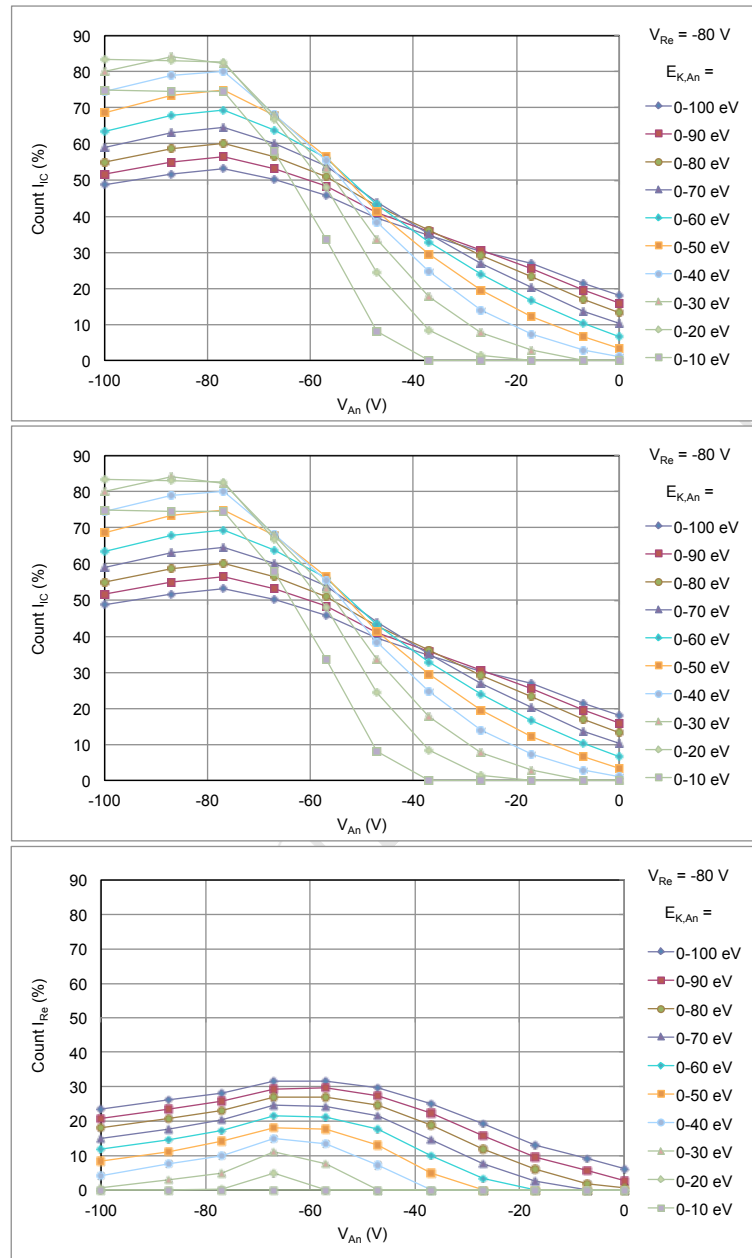 90
80
70
60
50
40
30
20
10
0
-100
-80
-60
-40
-20
0
Count I_IC (%)
V_An (V)
V_Re = -80 V
E_K,An =
0-100 eV
0-90 eV
0-80 eV
0-70 eV
0-60 eV
0-50 eV
0-40 eV
0-30 eV
0-20 eV
0-10 eV
90
80
70
60
50
40
30
20
10
0
-100
-80
-60
-40
-20
0
Count I_IC (%)
V_An (V)
V_Re = -80 V
E_K,An =
0-100 eV
0-90 eV
0-80 eV
0-70 eV
0-60 eV
0-50 eV
0-40 eV
0-30 eV
0-20 eV
0-10 eV
90
80
70
60
50
40
30
20
10
0
-100
-80
-60
-40
-20
0
Count I_Re (%)
V_An (V)
V_Re = -80 V
E_K,An =
0-100 eV
0-90 eV
0-80 eV
0-70 eV
0-60 eV
0-50 eV
0-40 eV
0-30 eV
0-20 eV
0-10 eV